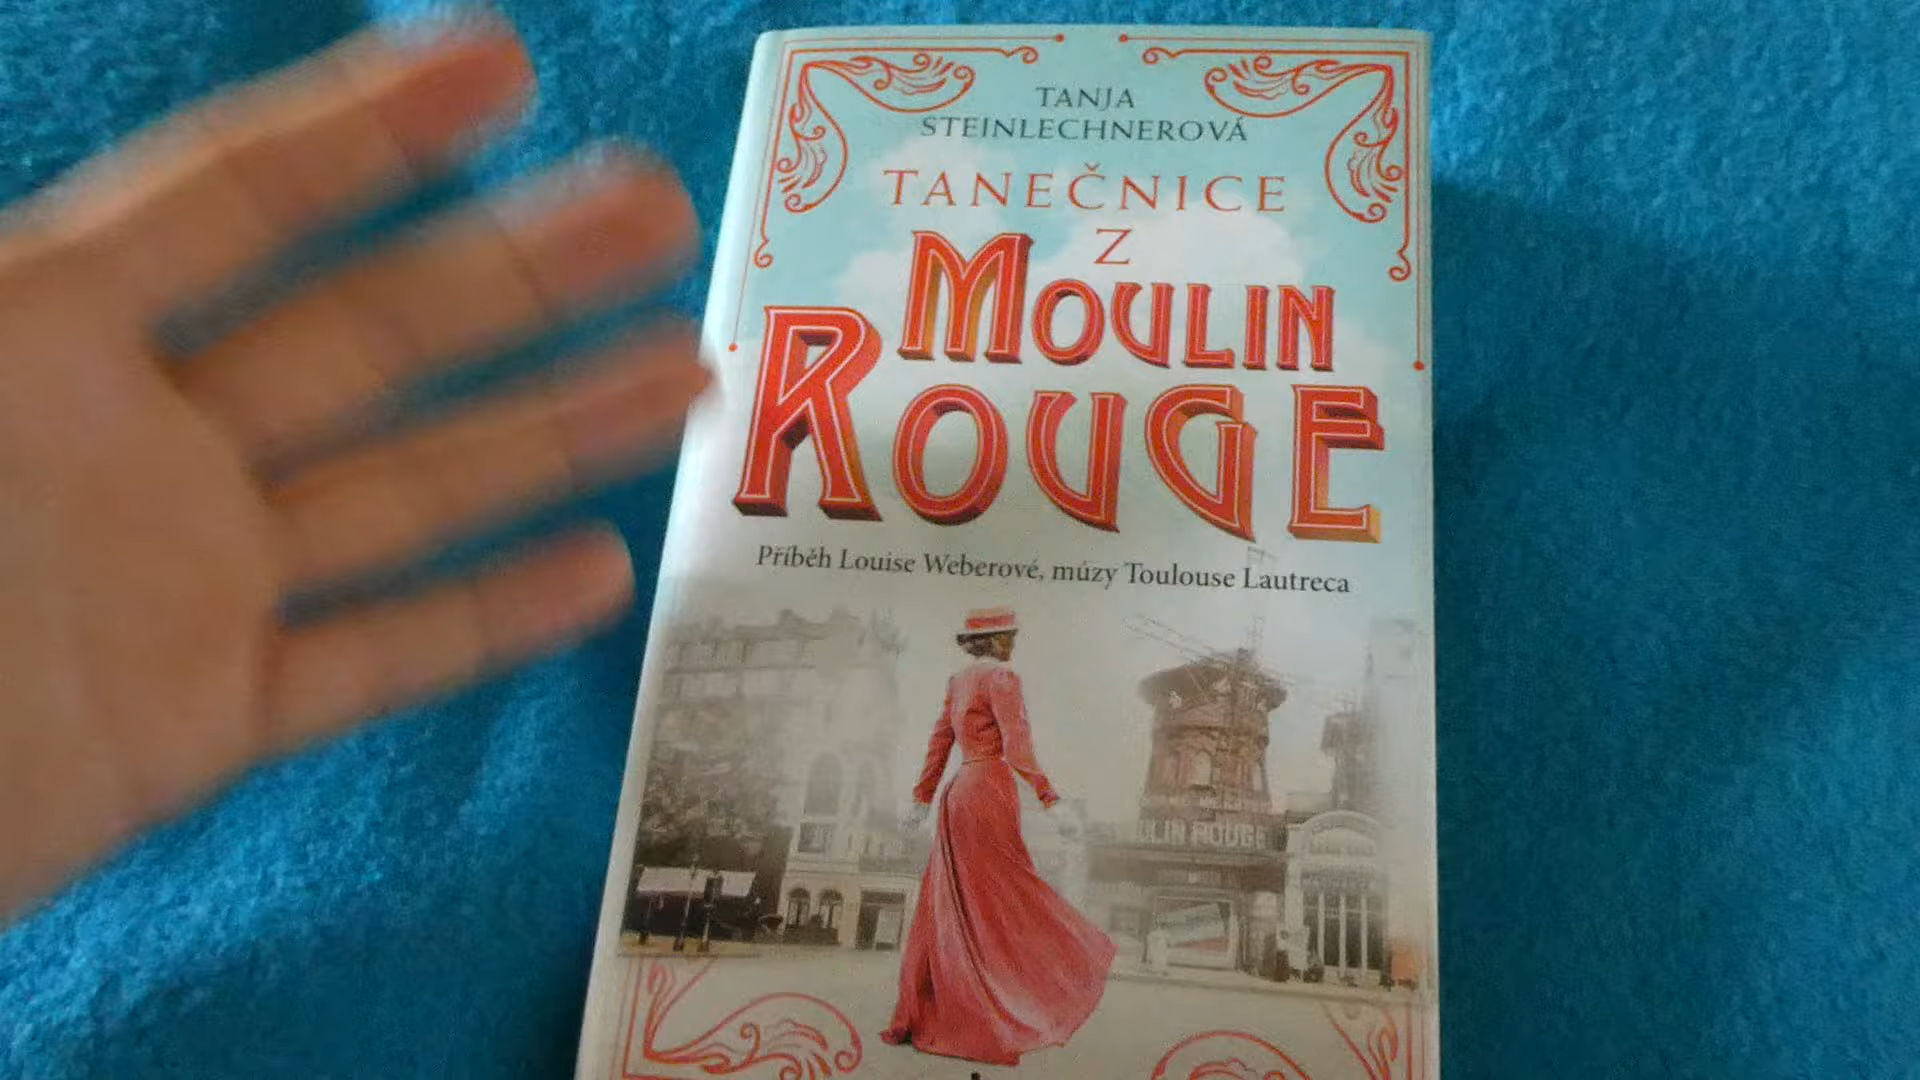 TANJA
STEINLECHNEROVÁ
TANEČNICE
Z
MOULIN
ROUGE
Příběh Louise Weberové, múzy Toulouse Lautreca
ULIN ROUGE